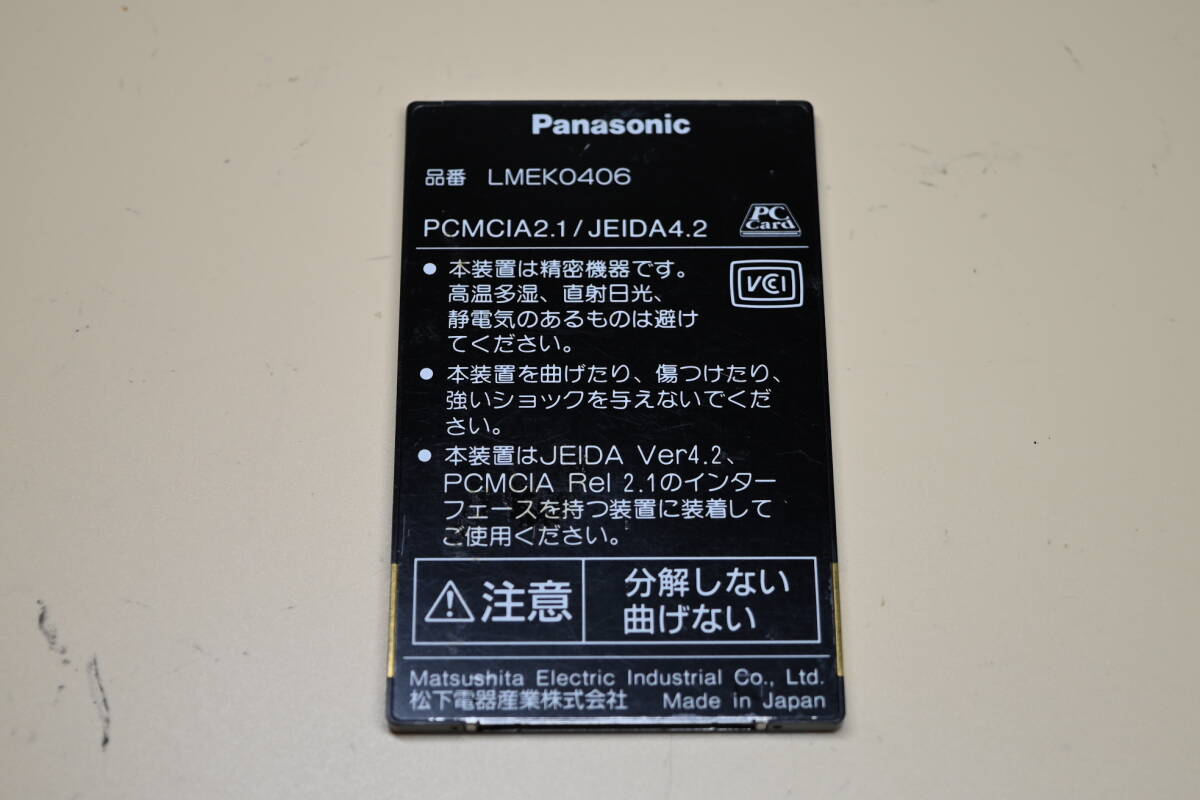 Panasonic
品番 LMEK0406
PCMCIA2.1/JEIDA4.2
PC
Card
VCCI
● 本装置は精密機器です。
高温多湿、直射日光、
静電気のあるものは避け
てください。
● 本装置を曲げたり、傷つけたり、
強いショックを与えないでくだ
さい。
● 本装置はJEIDA Ver4.2、
PCMCIA Rel 2.1のインター
フェースを持つ装置に装着して
ご使用ください。
注意
分解しない
曲げない
Matsushita Electric Industrial Co., Ltd.
松下電器産業株式会社 Made in Japan